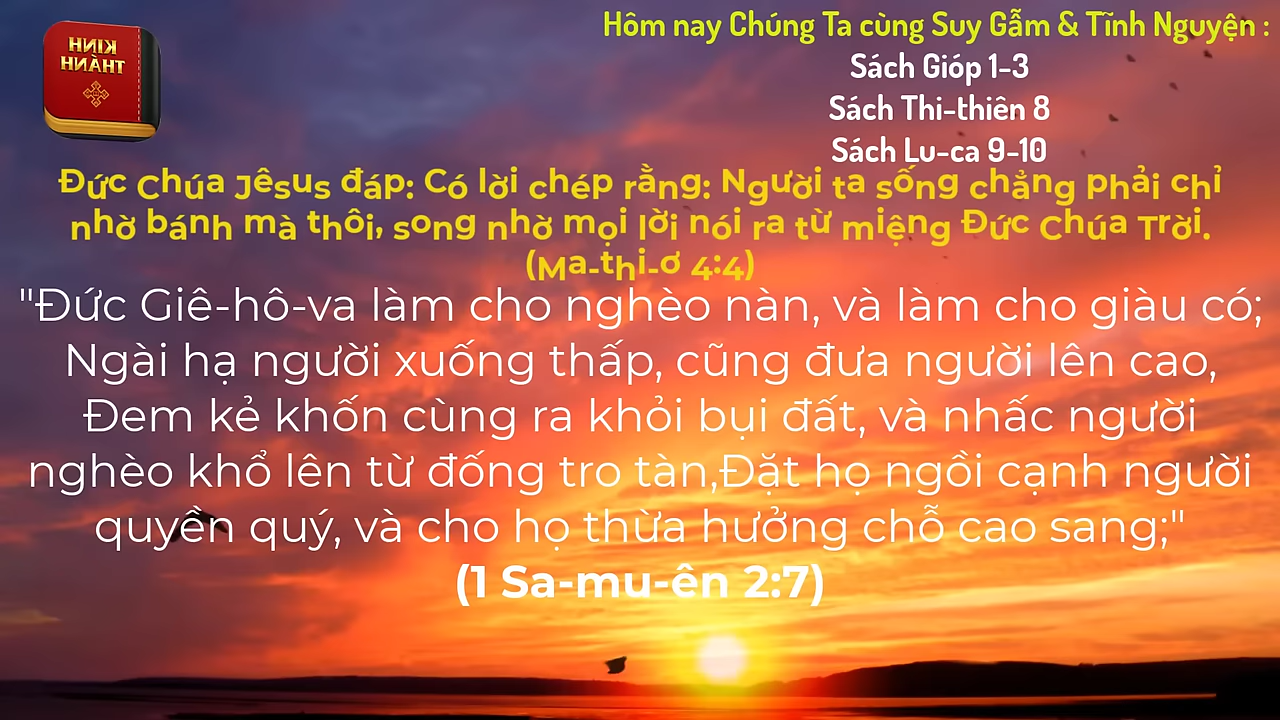 KINH
THÁNH
Hôm nay Chúng Ta cùng Suy Gẫm & Tĩnh Nguyện :
Sách Gióp 1-3
Sách Thi-thiên 8
Sách Lu-ca 9-10
Đức Chúa Jêsus đáp: Có lời chép rằng: Người ta sống chẳng phải chỉ
nhờ bánh mà thôi, song nhờ mọi lời nói ra từ miệng Đức Chúa Trời.
(Ma-thi-ơ 4:4)
"Đức Giê-hô-va làm cho nghèo nàn, và làm cho giàu có;
Ngài hạ người xuống thấp, cũng đưa người lên cao,
Đem kẻ khốn cùng ra khỏi bụi đất, và nhấc người
nghèo khổ lên từ đống tro tàn,Đặt họ ngồi cạnh người
quyền quý, và cho họ thừa hưởng chỗ cao sang;"
(1 Sa-mu-ên 2:7)